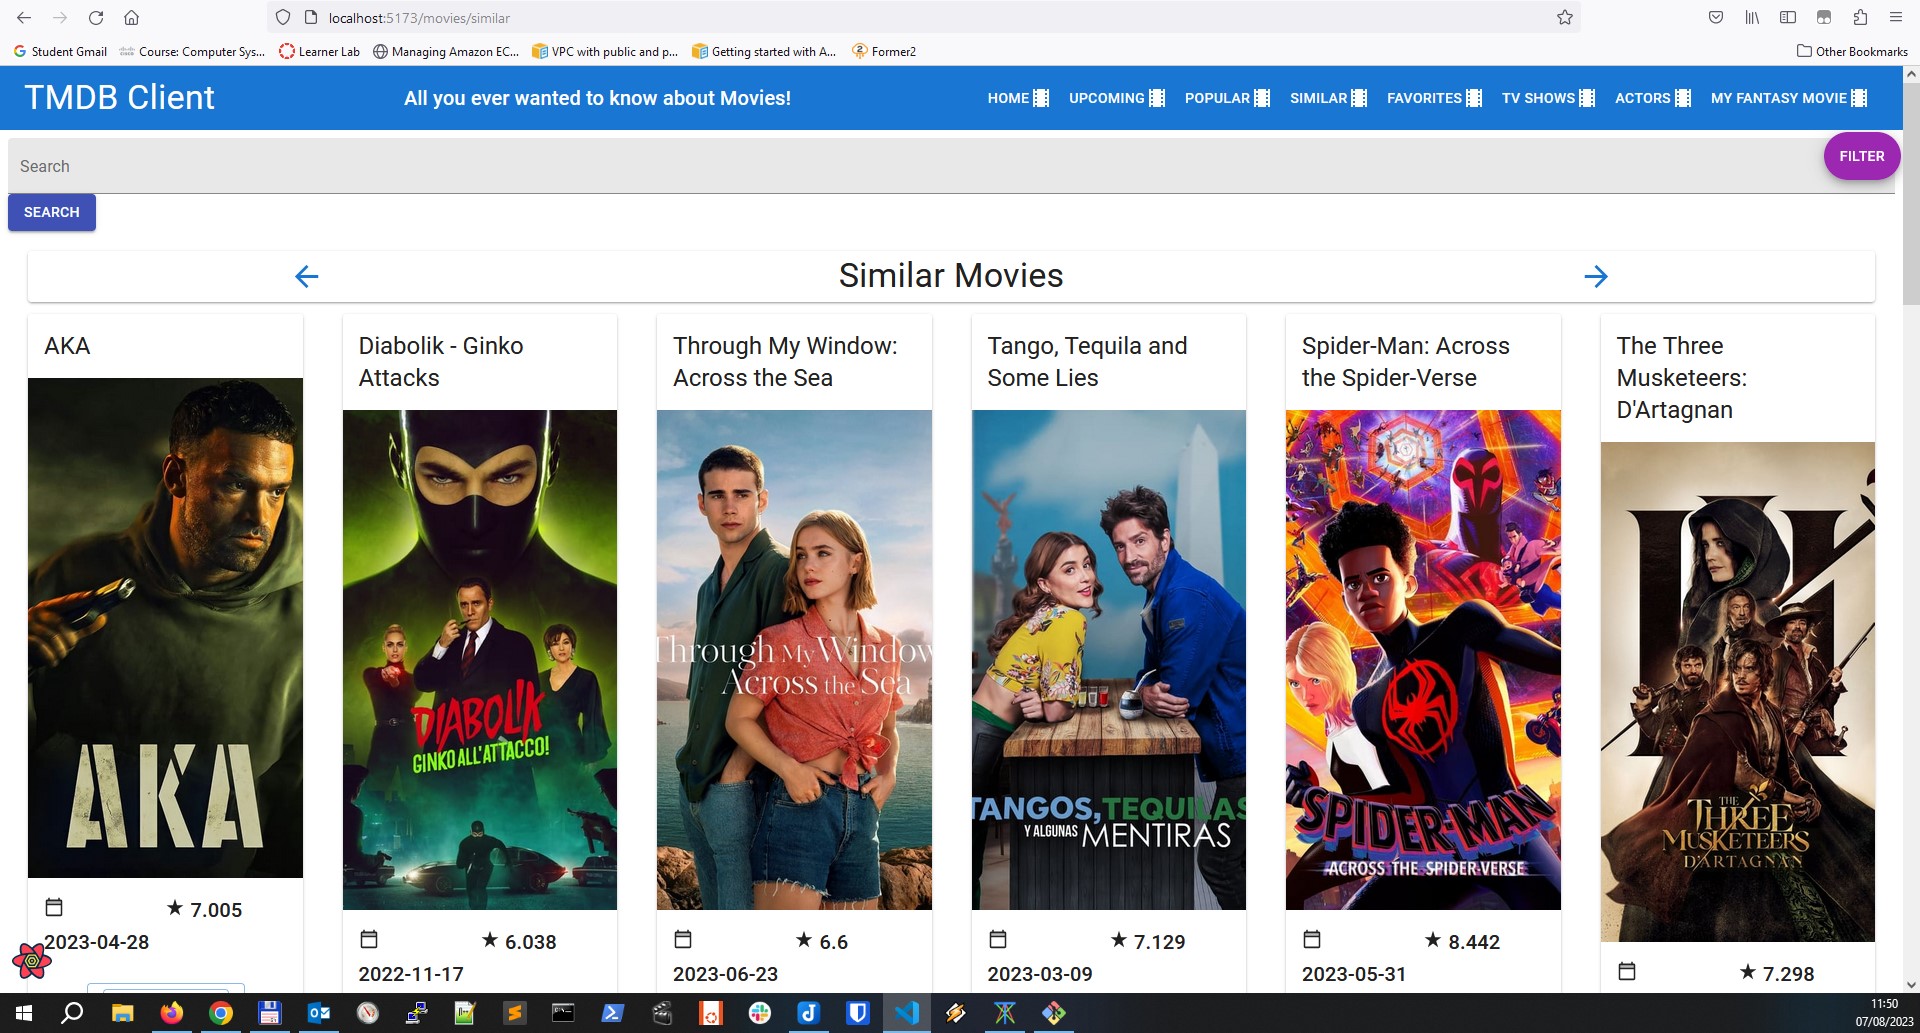 localhost:5173/movies/similar
Student Gmail
Course: Computer Sys...
Learner Lab
Managing Amazon EC...
VPC with public and p...
Getting started with A...
Former2
Other Bookmarks
TMDB Client
All you ever wanted to know about Movies!
HOME
UPCOMING
POPULAR
SIMILAR
FAVORITES
TV SHOWS
ACTORS
MY FANTASY MOVIE
Search
FILTER
SEARCH
Similar Movies
AKA
Diabolik - Ginko
Attacks
Through My Window:
Across the Sea
Tango, Tequila and
Some Lies
Spider-Man: Across
the Spider-Verse
The Three
Musketeers:
D'Artagnan
AKA
DIABOLIK
GINKO ALL'ATTACCO!
Through My Window
Across the Sea
TANGOS, TEQUILAS
Y ALGUNAS MENTIRAS
SPIDER-MAN
ACROSS THE SPIDER-VERSE
THE
THREE
MUSKETEERS
D'ARTAGNAN
7.005
2023-04-28
6.038
2022-11-17
6.6
2023-06-23
7.129
2023-03-09
8.442
2023-05-31
7.298
11:50
07/08/2023